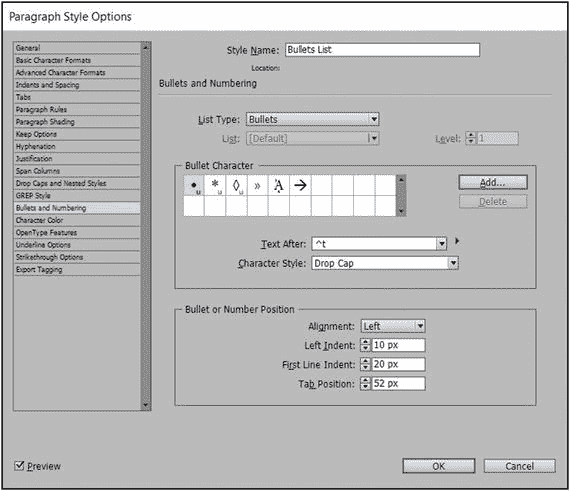 Paragraph Style Options
General
Basic Character Formats
Advanced Character Formats
Indents and Spacing
Tabs
Paragraph Rules
Paragraph Shading
Keep Options
Hyphenation
Justification
Span Columns
Drop Caps and Nested Styles
GREP Style
Bullets and Numbering
Character Color
OpenType Features
Underline Options
Strikethrough Options
Export Tagging
Style Name: Bullets List
Location:
Bullets and Numbering
List Type: Bullets
List: [Default] Level: 1
Bullet Character
• * ◊ » → Add...
u u u
Delete
Text After: ^t
Character Style: Drop Cap
Bullet or Number Position
Alignment: Left
Left Indent: 10 px
First Line Indent: 20 px
Tab Position: 52 px
Preview OK Cancel